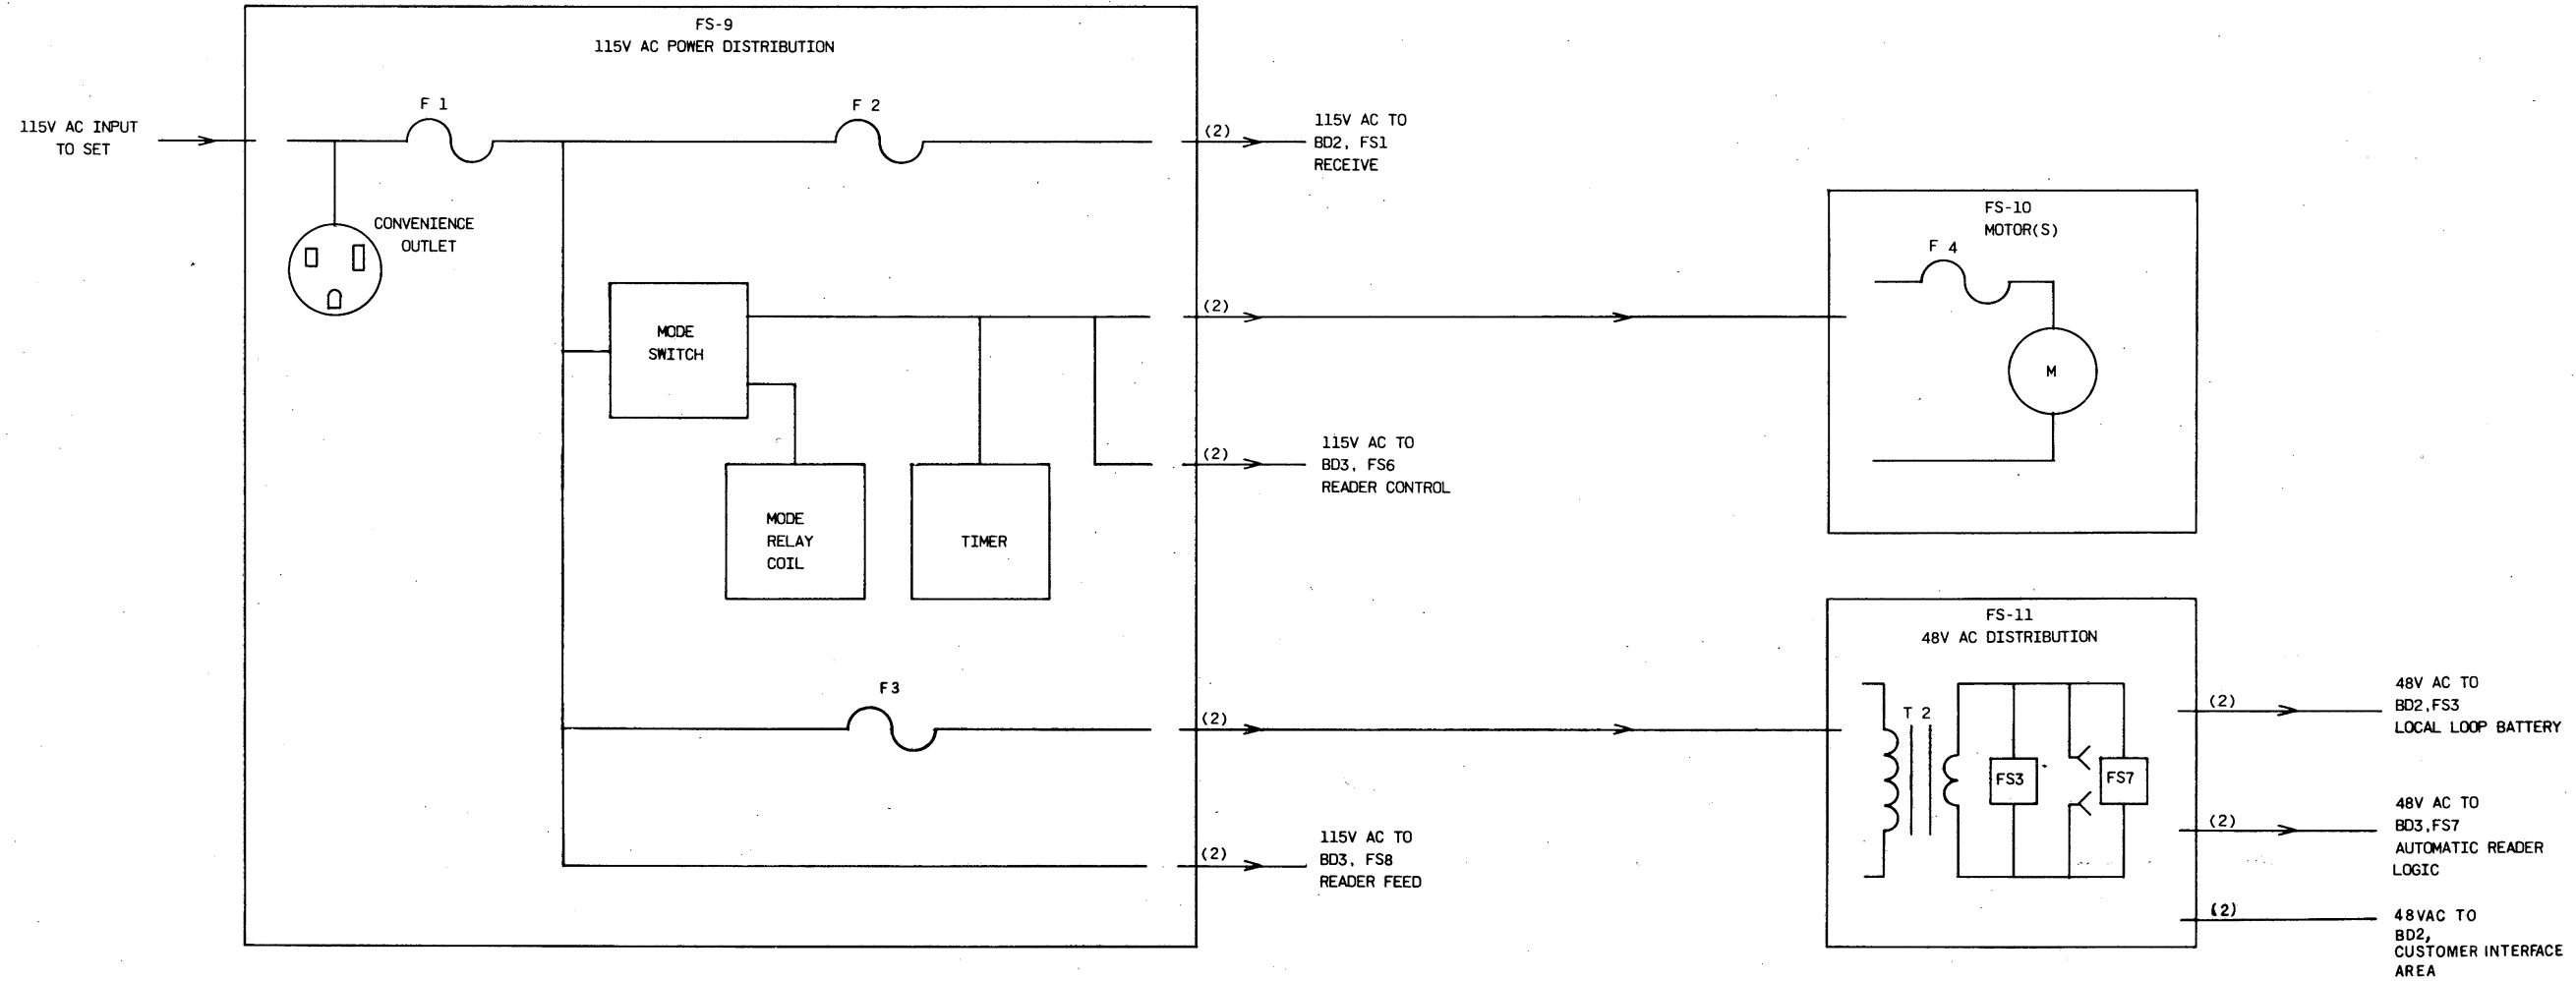 FS-9
115V AC POWER DISTRIBUTION
115V AC INPUT
TO SET
F 1
F 2
(2)
115V AC TO
BD2, FS1
RECEIVE
CONVENIENCE
OUTLET
MODE
SWITCH
(2)
FS-10
MOTOR(S)
F 4
M
MODE
RELAY
COIL
TIMER
(2)
115V AC TO
BD3, FS6
READER CONTROL
F3
(2)
(2)
115V AC TO
BD3, FS8
READER FEED
FS-11
48V AC DISTRIBUTION
T 2
FS3
FS7
(2)
48V AC TO
BD2,FS3
LOCAL LOOP BATTERY
(2)
48V AC TO
BD3,FS7
AUTOMATIC READER
LOGIC
(2)
48VAC TO
BD2,
CUSTOMER INTERFACE
AREA